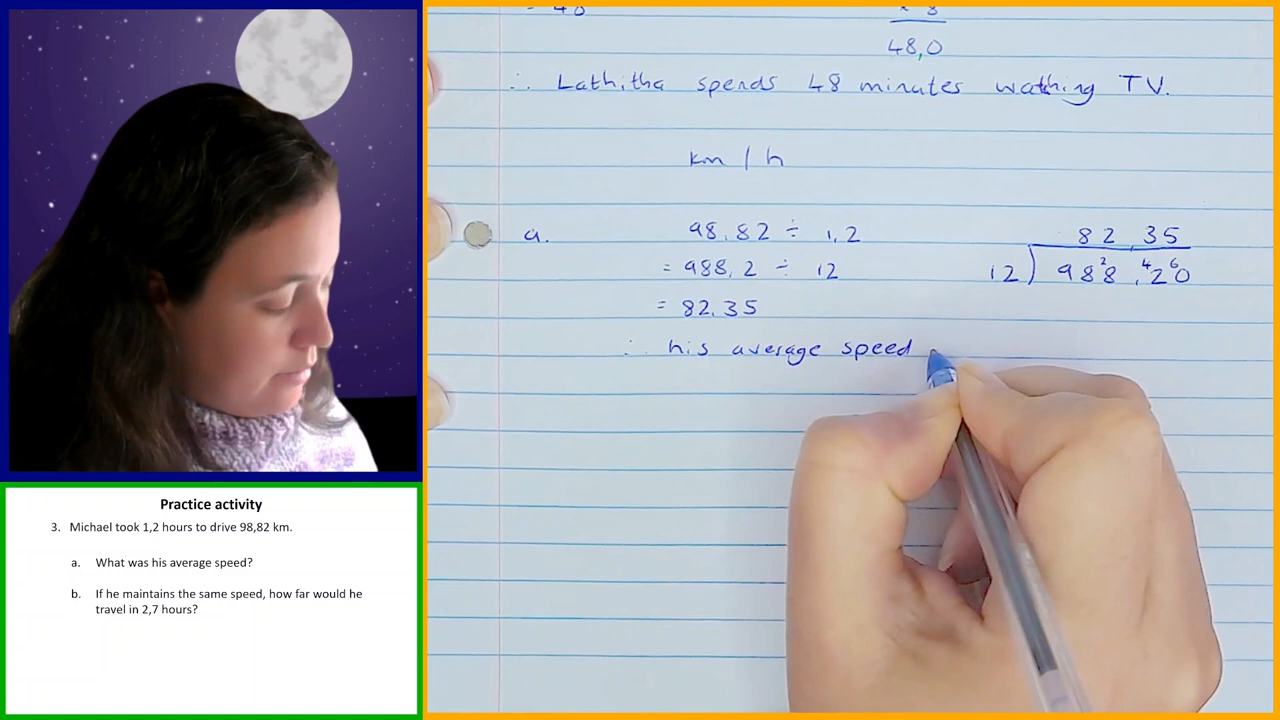 Practice activity
3. Michael took 1,2 hours to drive 98,82 km.
a. What was his average speed?
b. If he maintains the same speed, how far would he
travel in 2,7 hours?
48,0
∴ Lathitha spends 48 minutes watching TV.
km / h
a. 98,82 ÷ 1,2
= 988,2 ÷ 12
= 82,35
∴ his average speed
82,35
12 ) 988,20